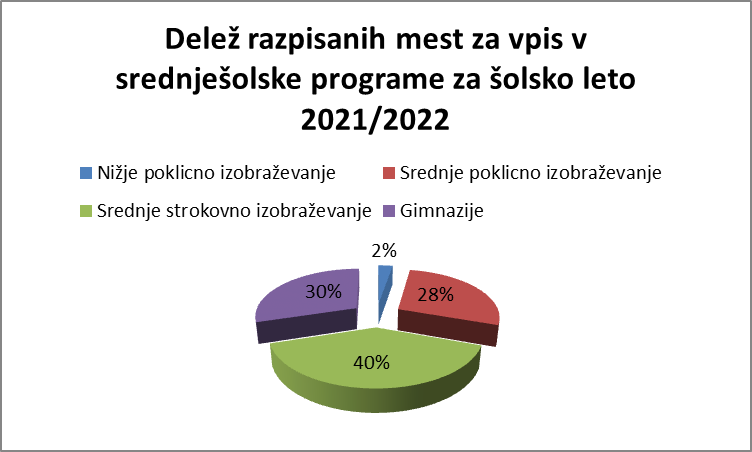 Delež razpisanih mest za vpis v
srednješolske programe za šolsko leto
2021/2022
Nižje poklicno izobraževanje
Srednje poklicno izobraževanje
Srednje strokovno izobraževanje
Gimnazije
2%
30%
28%
40%